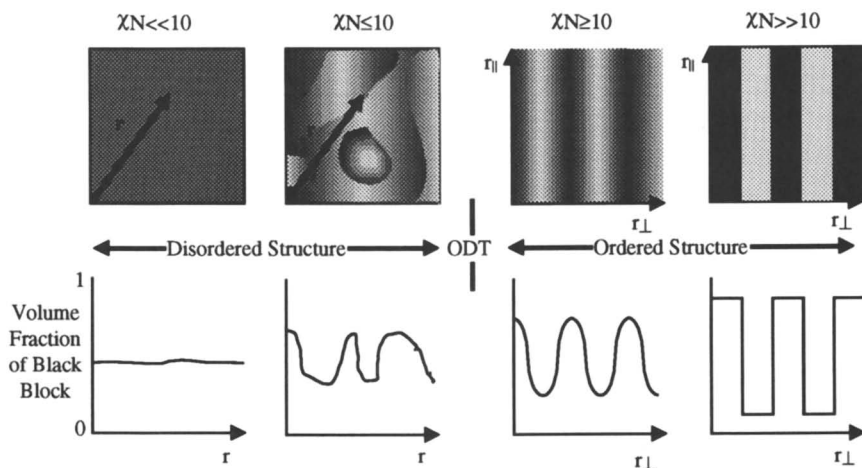 χN<<10
χN≤10
χN≥10
χN>>10
r
r
r∥
r∥
r⊥
r⊥
Disordered Structure
ODT
Ordered Structure
1
Volume
Fraction
of Black
Block
0
r
r
r⊥
r⊥